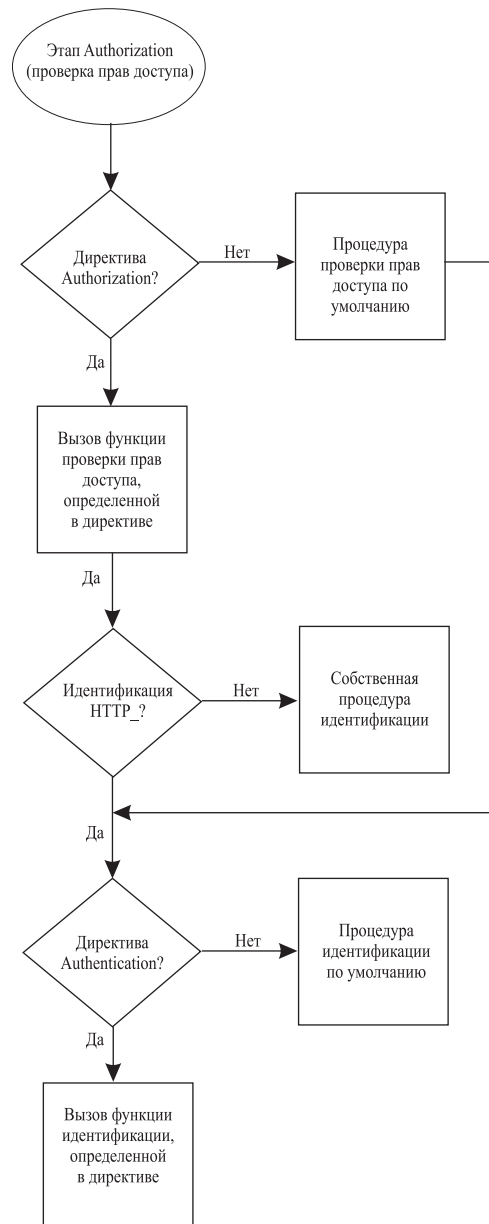 Этап Authorization
(проверка прав доступа)
Директива
Authorization?
Нет
Процедура
проверки прав
доступа по
умолчанию
Да
Вызов функции
проверки прав
доступа,
определенной
в директиве
Да
Идентификация
HTTP_?
Нет
Собственная
процедура
идентификации
Да
Директива
Authentication?
Нет
Процедура
идентификации
по умолчанию
Да
Вызов функции
идентификации,
определенной
в директиве